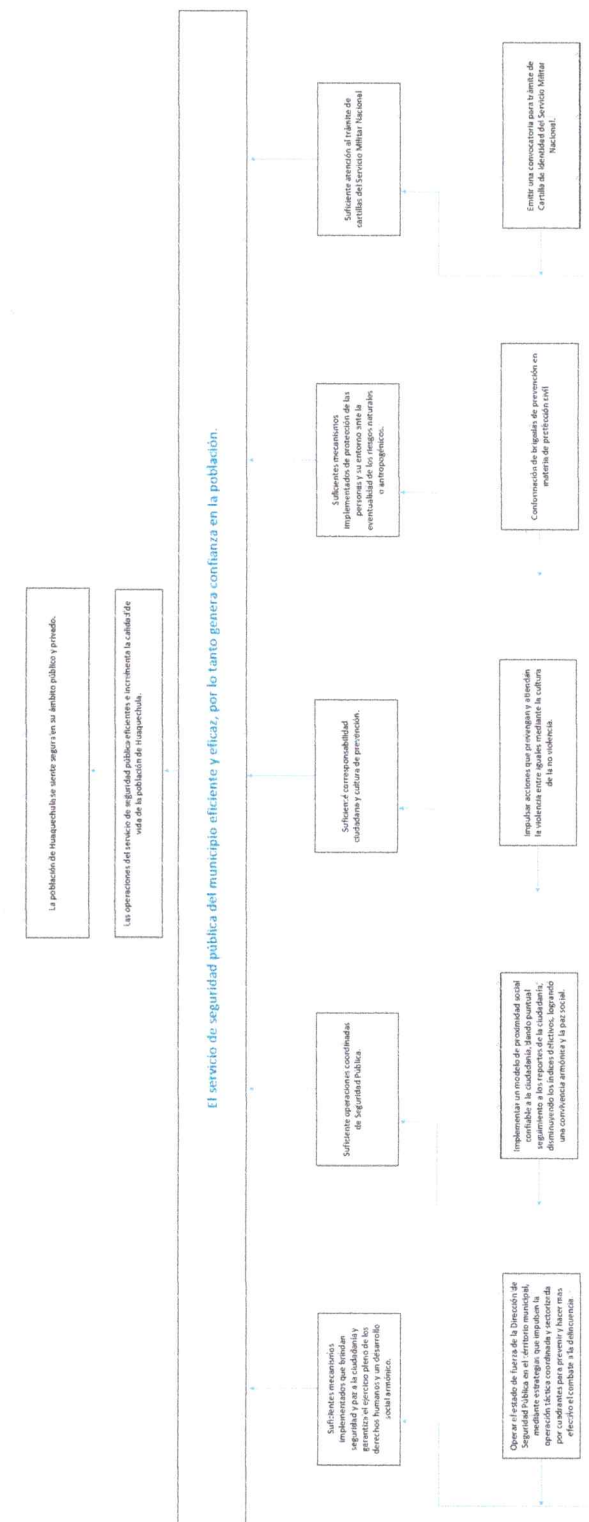 La población de Huaquechula se siente segura en su ámbito público y privado.
Las operaciones del servicio de seguridad pública eficientes e incrementa la calidad de
vida de la población de Huaquechula.
El servicio de seguridad pública del municipio eficiente y eficaz, por lo tanto genera confianza en la población.
Suficientes mecanismos
implementados que brindan
seguridad y paz a la ciudadanía y
garantiza el ejercicio pleno de los
derechos humanos y un desarrollo
social armónico.
Suficiente operaciones coordinadas
de Seguridad Pública.
Suficiente corresponsabilidad
ciudadana y cultura de prevención.
Suficientes mecanismos
implementados de protección de las
personas y su entorno ante la
eventualidad de los riesgos naturales
o antropogénicos.
Suficiente atención al trámite de
cartillas del Servicio Militar Nacional
Operar el estado de fuerza de la Dirección de
Seguridad Pública en el territorio municipal,
mediante estrategias que impulsen la
operación táctica coordinada y sectorizada
por cuadrantes para prevenir y hacer mas
efectivo el combate a la delincuencia.
Implementar un modelo de proximidad social
confiable a la ciudadanía, dando puntual
seguimiento a los reportes de la ciudadanía,
disminuyendo los índices delictivos, logrando
una convivencia armónica y la paz social.
Impulsar acciones que prevengan y atiendan
la violencia entre iguales mediante la cultura
de la no violencia.
Conformación de brigadas de prevención en
materia de protección civil
Emitir una convocatoria para trámite de
Cartilla de Identidad del Servicio Militar
Nacional.